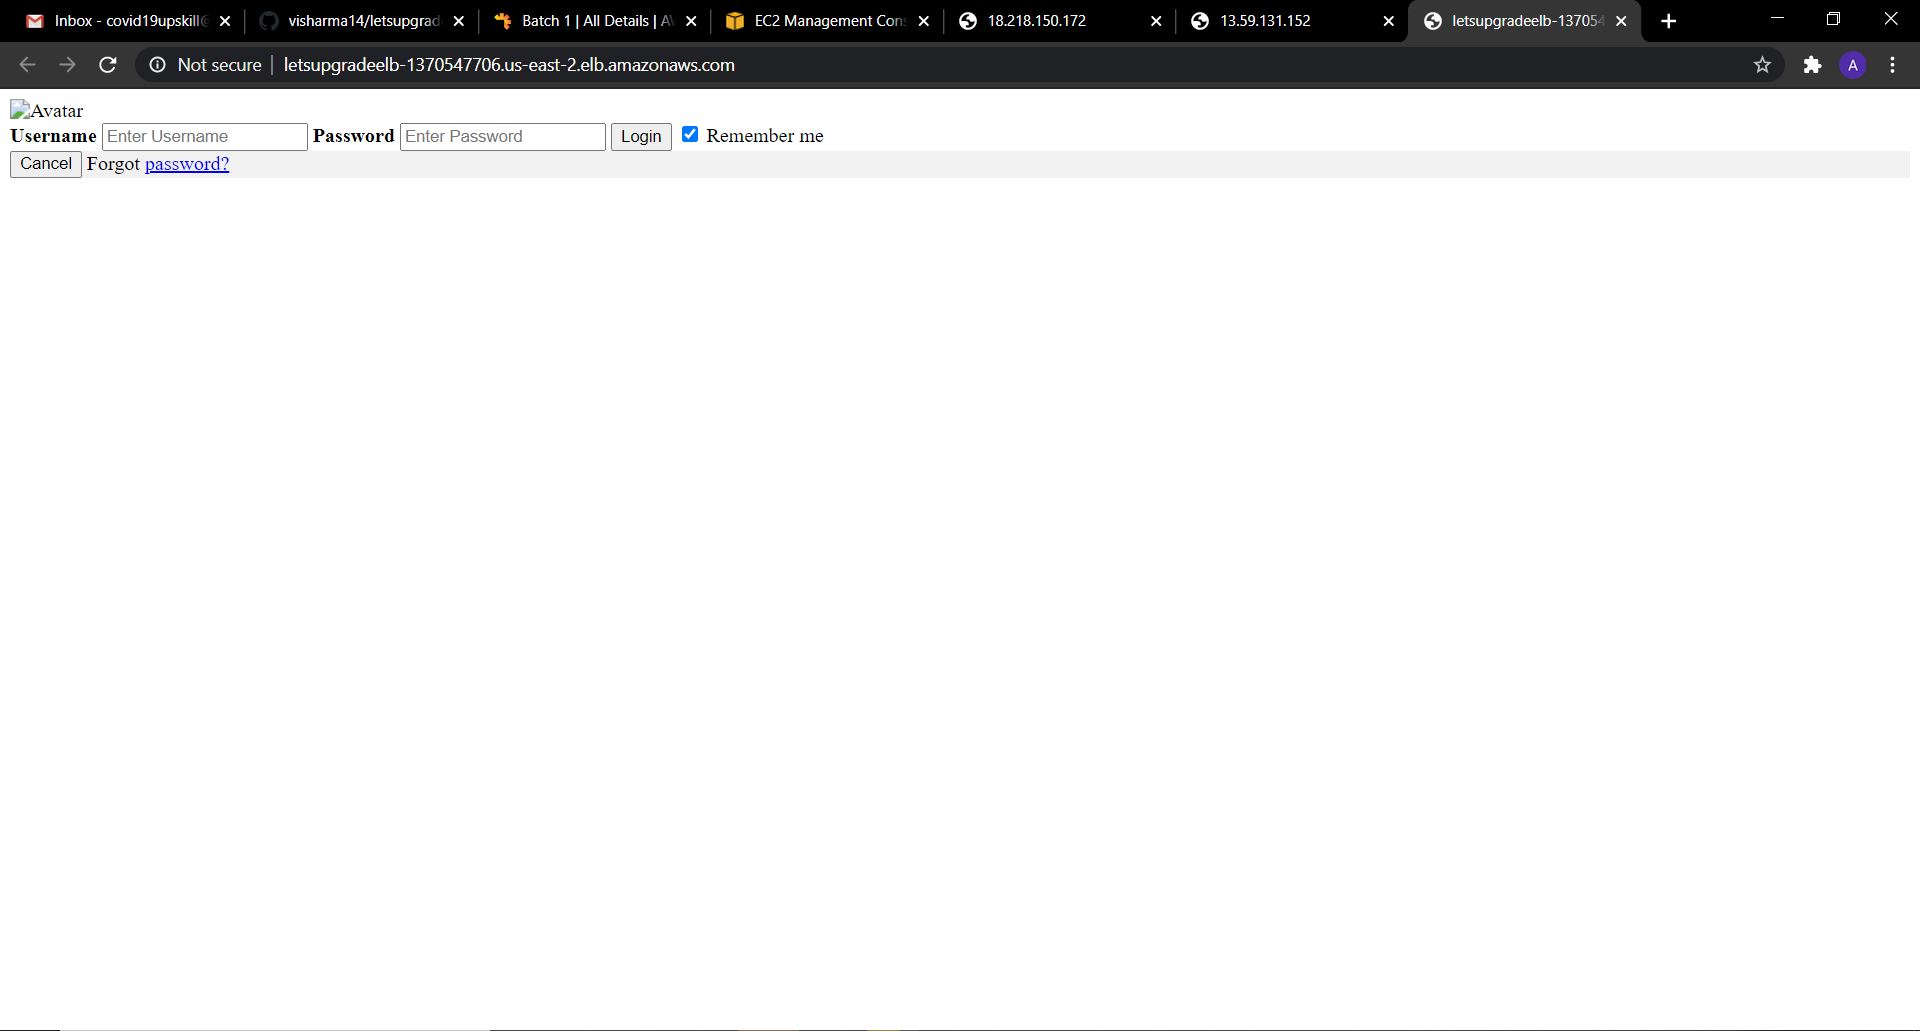 Inbox - covid19upskill@ visharma14/letsupgrad Batch 1 | All Details | AW EC2 Management Cons 18.218.150.172 13.59.131.152 letsupgradeelb-137054
Not secure | letsupgradeelb-1370547706.us-east-2.elb.amazonaws.com A
Avatar
Username Enter Username Password Enter Password Login Remember me
Cancel Forgot password?